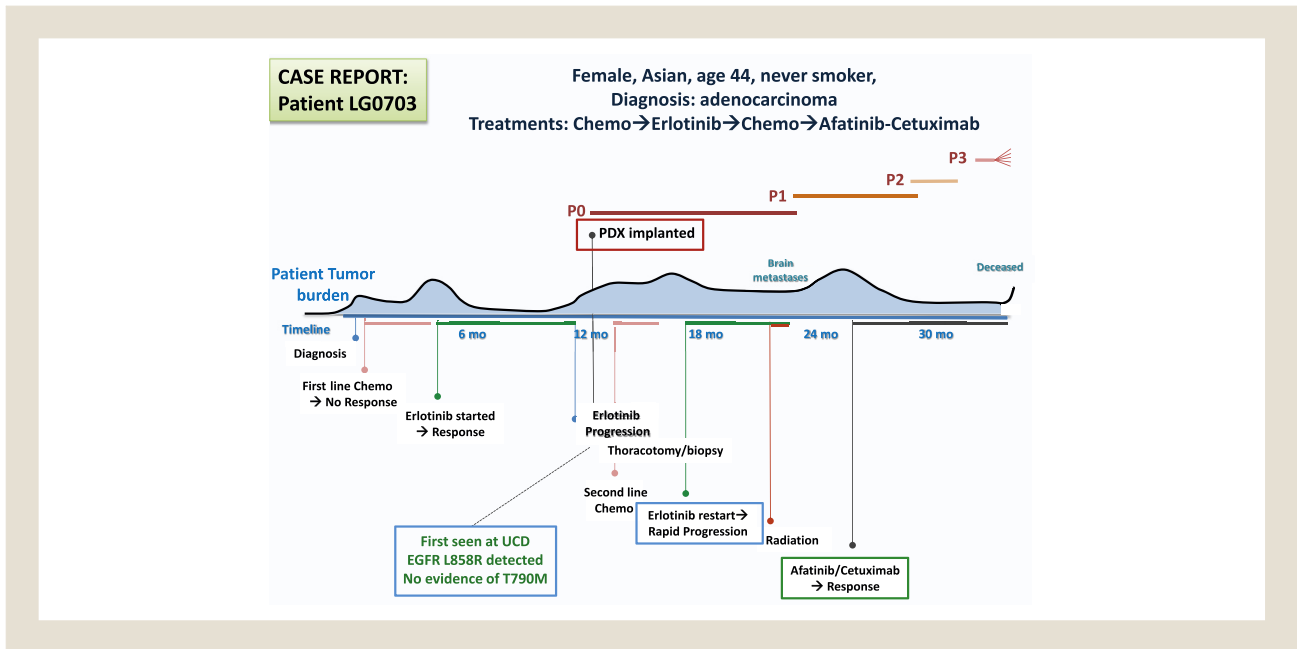 CASE REPORT:
Patient LG0703
Female, Asian, age 44, never smoker,
Diagnosis: adenocarcinoma
Treatments: Chemo→Erlotinib→Chemo→Afatinib-Cetuximab
P3
P2
P1
P0
PDX implanted
Patient Tumor
burden
Brain
metastases
Deceased
Timeline
6 mo
12 mo
18 mo
24 mo
30 mo
Diagnosis
First line Chemo
→ No Response
Erlotinib started
→ Response
Erlotinib
Progression
Thoracotomy/biopsy
Second line
Chemo
Erlotinib restart→
Rapid Progression
Radiation
First seen at UCD
EGFR L858R detected
No evidence of T790M
Afatinib/Cetuximab
→ Response